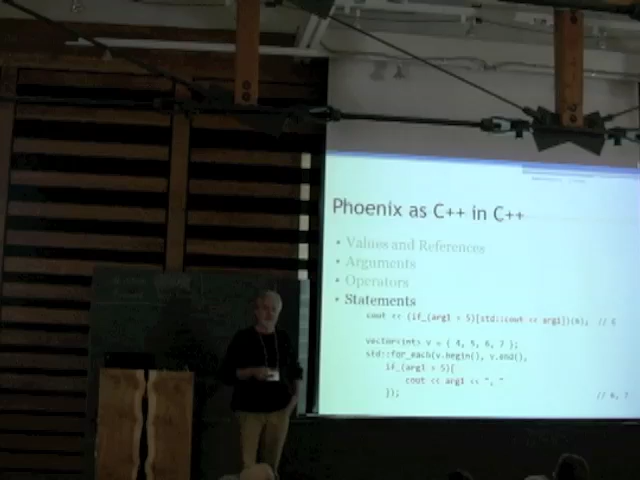 Phoenix as C++ in C++
• Values and References
• Arguments
• Operators
• Statements
cout << (if_(arg1 > 5)[std::cout << arg1])(6); // 6
vector<int> v = { 4, 5, 6, 7 };
std::for_each(v.begin(), v.end(),
if_(arg1 > 5)[
cout << arg1 << ", "
]);
// 6, 7